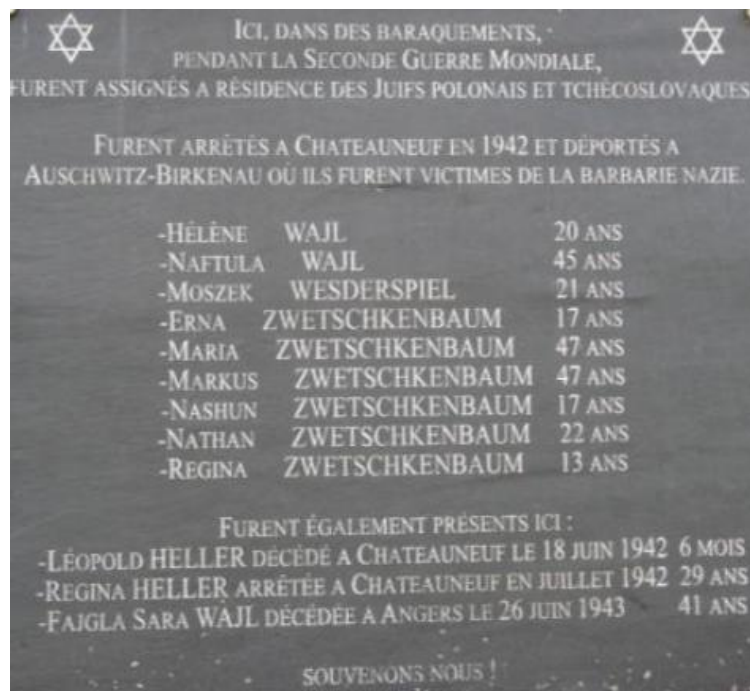 ICI, DANS DES BARAQUEMENTS,
PENDANT LA SECONDE GUERRE MONDIALE,
FURENT ASSIGNÉS A RÉSIDENCE DES JUIFS POLONAIS ET TCHÉCOSLOVAQUES
FURENT ARRÊTÉS A CHATEAUNEUF EN 1942 ET DÉPORTÉS A
AUSCHWITZ-BIRKENAU OÙ ILS FURENT VICTIMES DE LA BARBARIE NAZIE.
-HÉLÈNE WAJL 20 ANS
-NAFTULA WAJL 45 ANS
-MOSZEK WESDERSPIEL 21 ANS
-ERNA ZWETSCHKENBAUM 17 ANS
-MARIA ZWETSCHKENBAUM 47 ANS
-MARKUS ZWETSCHKENBAUM 47 ANS
-NASHUN ZWETSCHKENBAUM 17 ANS
-NATHAN ZWETSCHKENBAUM 22 ANS
-REGINA ZWETSCHKENBAUM 13 ANS
FURENT ÉGALEMENT PRÉSENTS ICI :
-LÉOPOLD HELLER DÉCÉDÉ A CHATEAUNEUF LE 18 JUIN 1942 6 MOIS
-REGINA HELLER ARRÊTÉE A CHATEAUNEUF EN JUILLET 1942 29 ANS
-FAJGLA SARA WAJL DÉCÉDÉE A ANGERS LE 26 JUIN 1943 41 ANS
SOUVENONS NOUS !